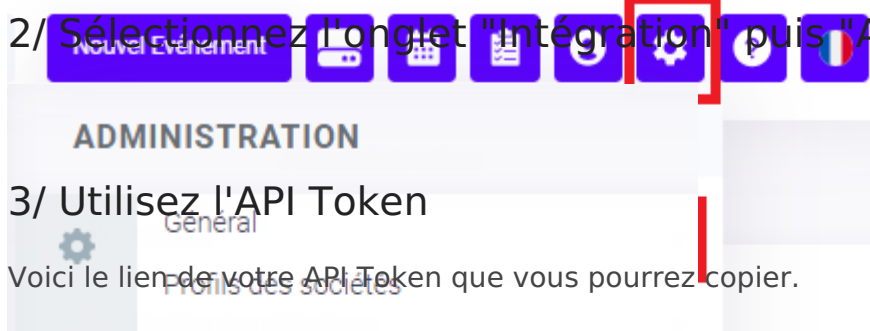 2/ Sélectionnez l'onglet "Intégration" puis "A
Nouvel Evénement
ADMINISTRATION
3/ Utilisez l'API Token
Général
Voici le lien de votre API Token que vous pourrez copier.
Profils des sociétés